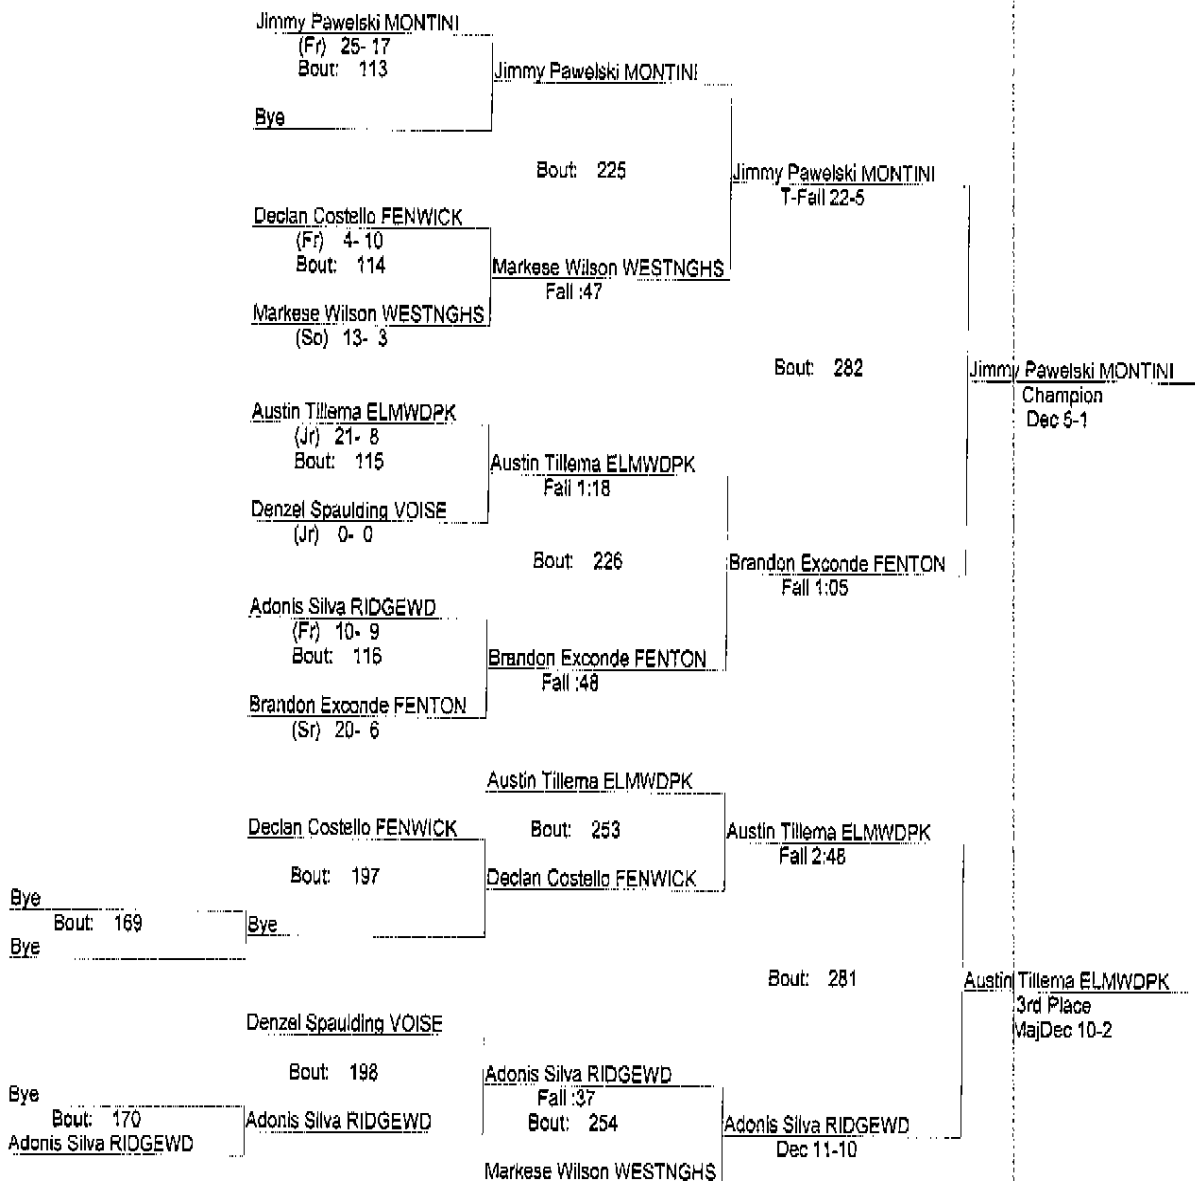 Jimmy Pawelski MONTINI
(Fr) 25- 17
Bout: 113
Jimmy Pawelski MONTINI
Bye
Bout: 225
Jimmy Pawelski MONTINI
T-Fall 22-5
Declan Costello FENWICK
(Fr) 4- 10
Bout: 114
Markese Wilson WESTNGHS
Fall :47
Markese Wilson WESTNGHS
(So) 13- 3
Bout: 282
Jimmy Pawelski MONTINI
Champion
Dec 5-1
Austin Tillema ELMWDPK
(Jr) 21- 8
Bout: 115
Austin Tillema ELMWDPK
Fall 1:18
Denzel Spaulding VOISE
(Jr) 0- 0
Bout: 226
Brandon Exconde FENTON
Fall 1:05
Adonis Silva RIDGEWD
(Fr) 10- 9
Bout: 116
Brandon Exconde FENTON
Fall :48
Brandon Exconde FENTON
(Sr) 20- 6
Austin Tillema ELMWDPK
Declan Costello FENWICK
Bout: 253
Austin Tillema ELMWDPK
Fall 2:48
Bout: 197
Declan Costello FENWICK
Bye
Bout: 169
Bye
Bye
Bout: 281
Austin Tillema ELMWDPK
3rd Place
MajDec 10-2
Denzel Spaulding VOISE
Bout: 198
Adonis Silva RIDGEWD
Fall :37
Bye
Bout: 170
Adonis Silva RIDGEWD
Bout: 254
Adonis Silva RIDGEWD
Dec 11-10
Adonis Silva RIDGEWD
Markese Wilson WESTNGHS